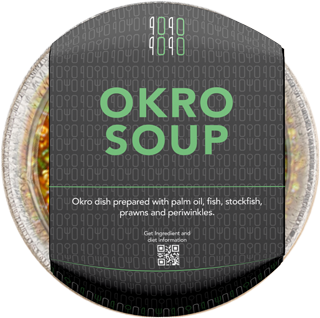 9090
9090
OKRO
SOUP
Okro dish prepared with palm oil, fish, stockfish,
prawns and periwinkles.
Get Ingredient and
diet information